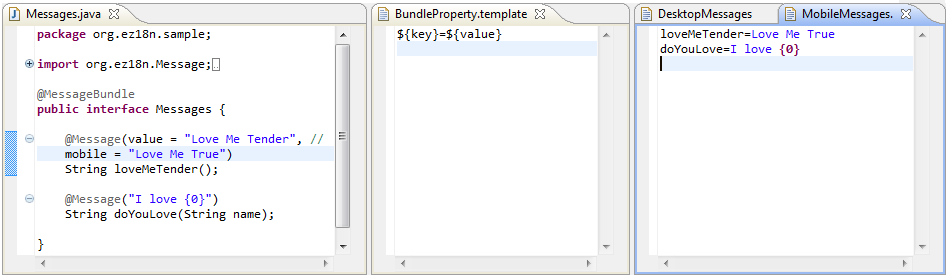 Messages.java
package org.ez18n.sample;
import org.ez18n.Message;
@MessageBundle
public interface Messages {
@Message(value = "Love Me Tender", //
mobile = "Love Me True")
String loveMeTender();
@Message("I love {0}")
String doYouLove(String name);
}
BundleProperty.template
${key}=${value}
DesktopMessages
MobileMessages.
loveMeTender=Love Me True
doYouLove=I love {0}